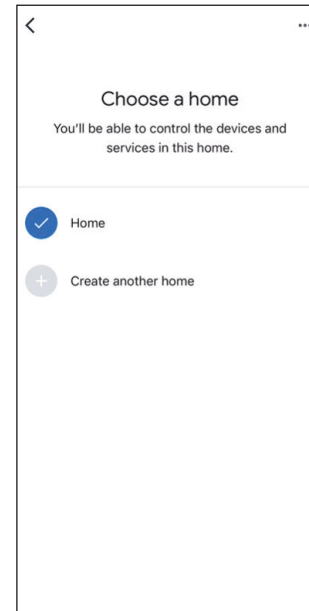 Choose a home
You'll be able to control the devices and
services in this home.
Home
Create another home